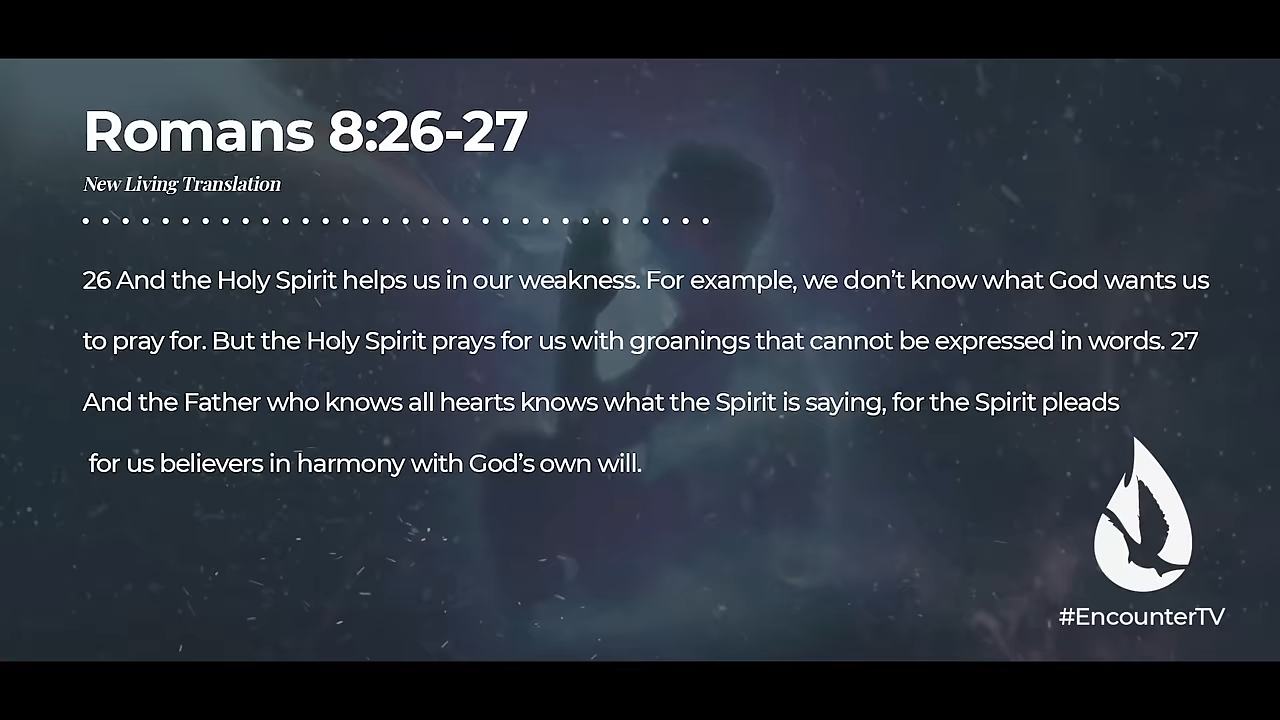 Romans 8:26-27
New Living Translation
26 And the Holy Spirit helps us in our weakness. For example, we don’t know what God wants us
to pray for. But the Holy Spirit prays for us with groanings that cannot be expressed in words. 27
And the Father who knows all hearts knows what the Spirit is saying, for the Spirit pleads
for us believers in harmony with God’s own will.
#EncounterTV